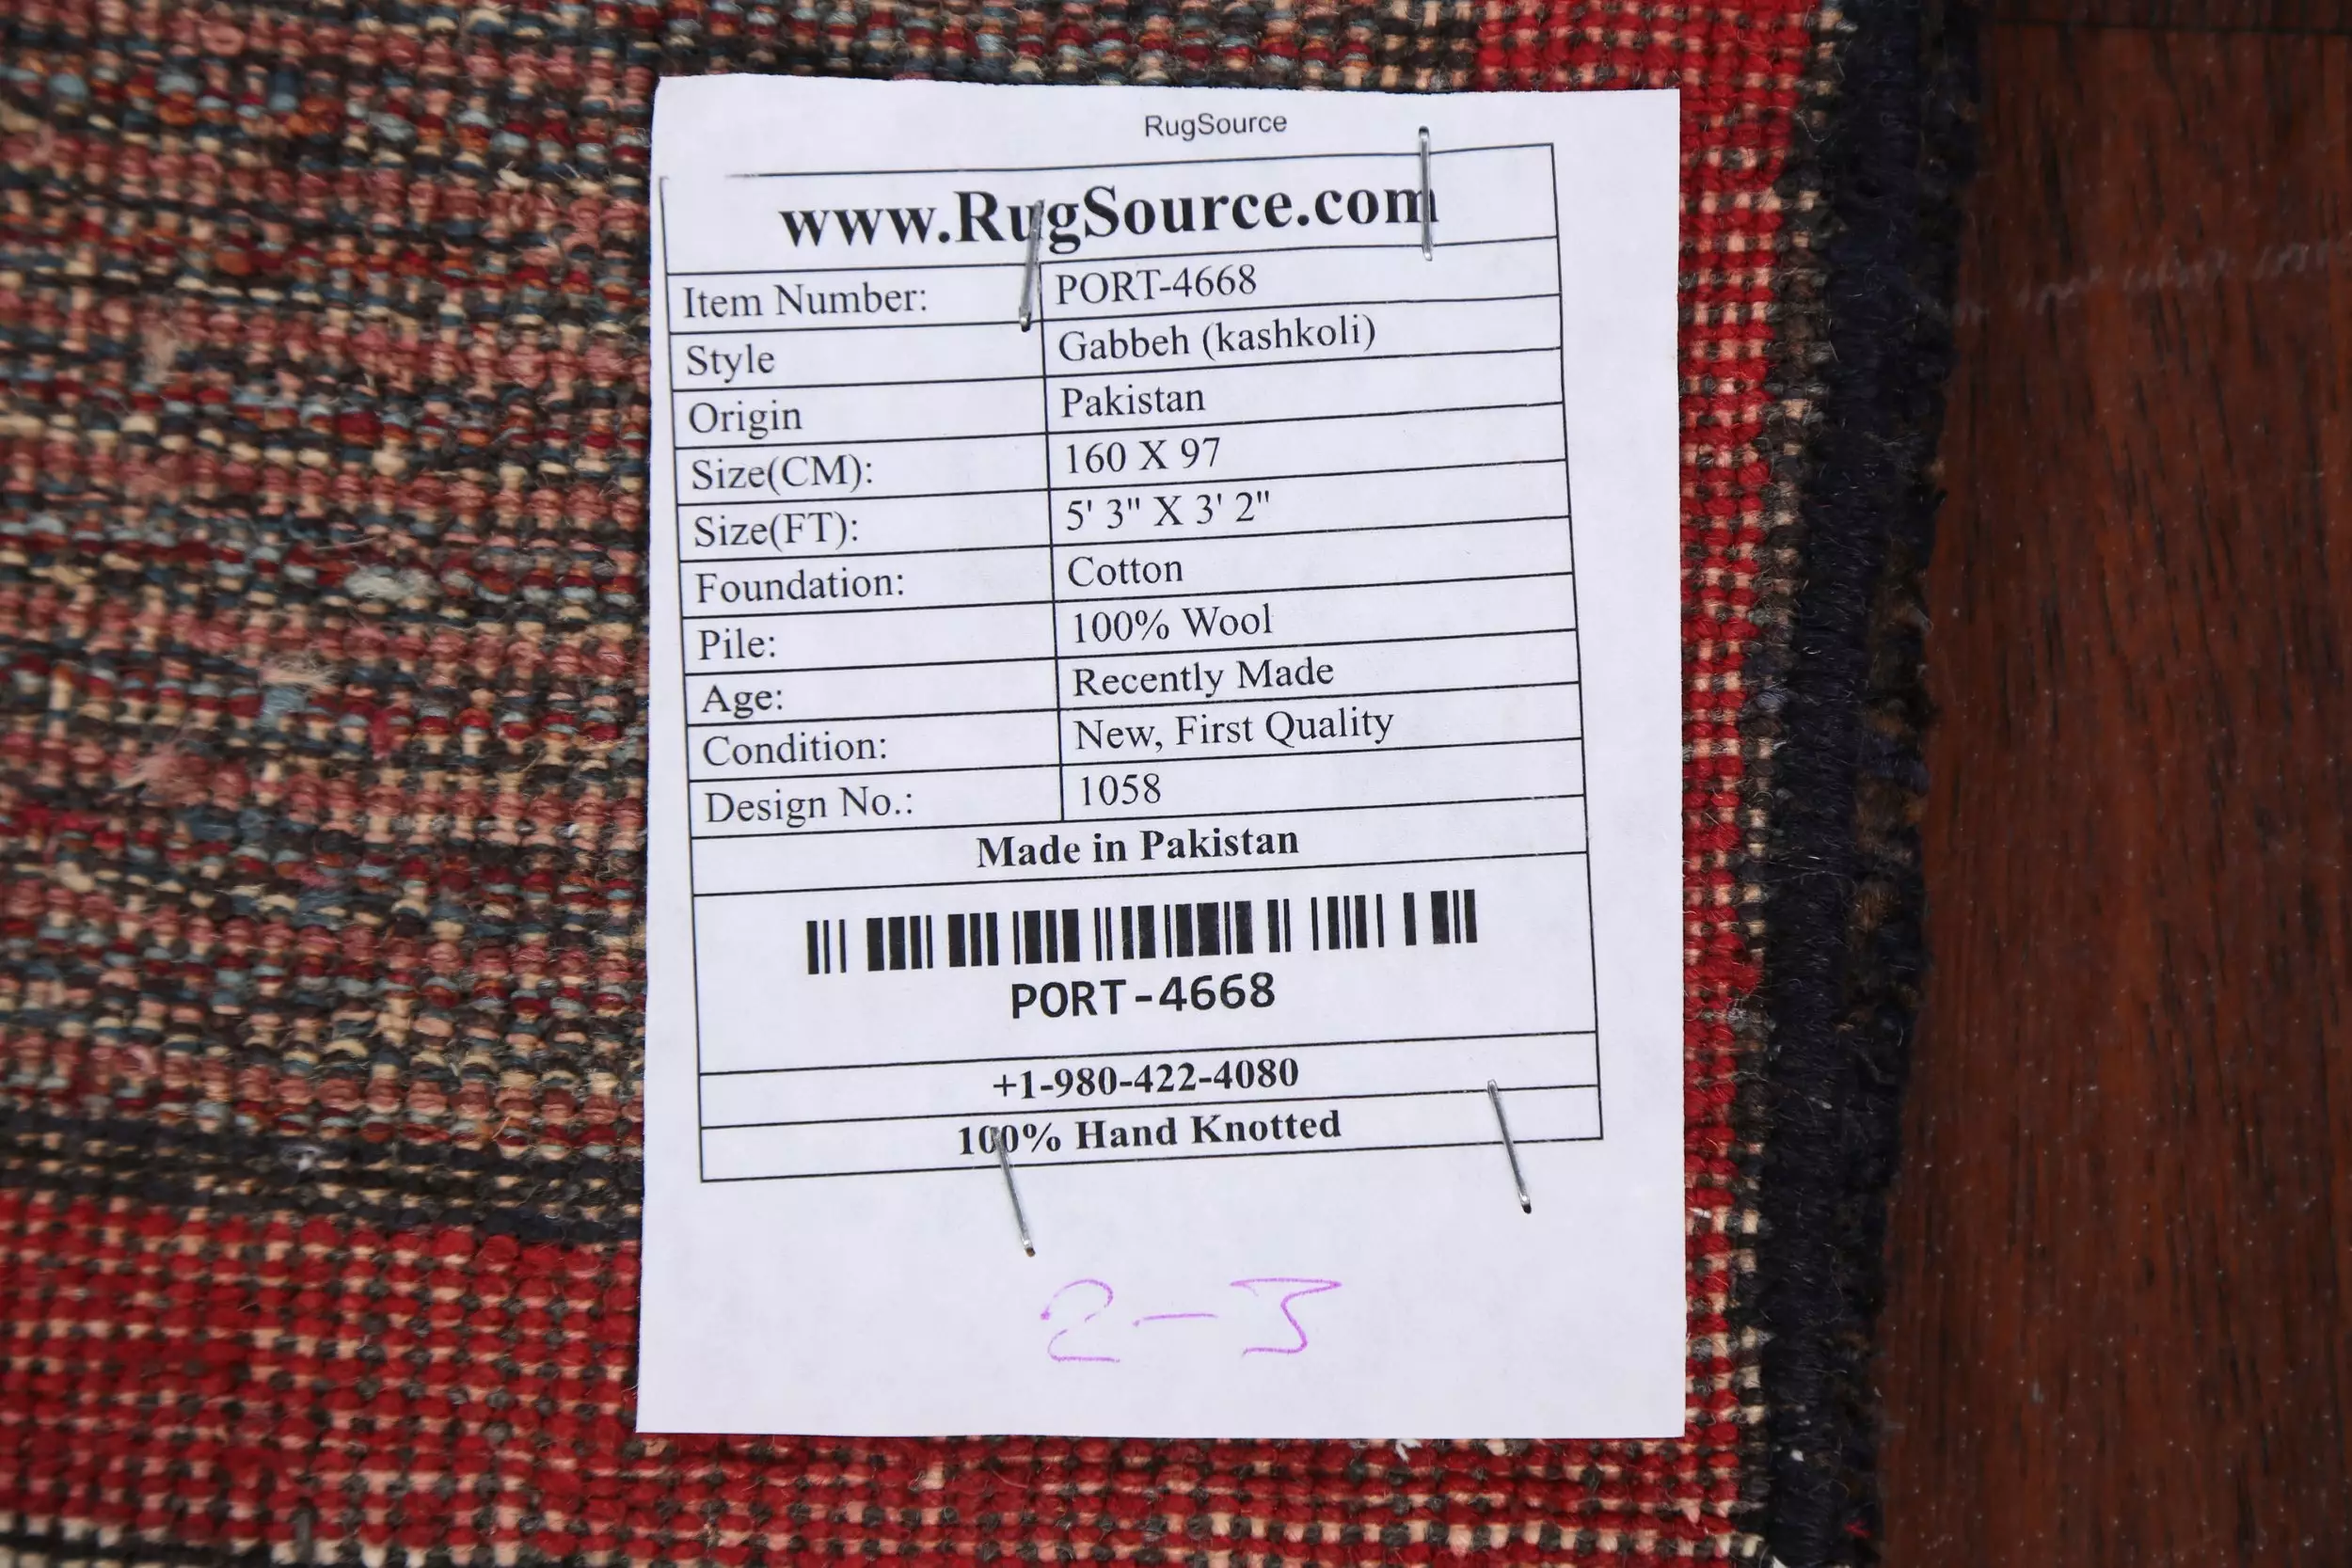 RugSource
www.RugSource.com
Item Number: PORT-4668
Style Gabbeh (kashkoli)
Origin Pakistan
Size(CM): 160 X 97
Size(FT): 5' 3" X 3' 2"
Foundation: Cotton
Pile: 100% Wool
Age: Recently Made
Condition: New, First Quality
Design No.: 1058
Made in Pakistan
PORT-4668
+1-980-422-4080
100% Hand Knotted
2-3